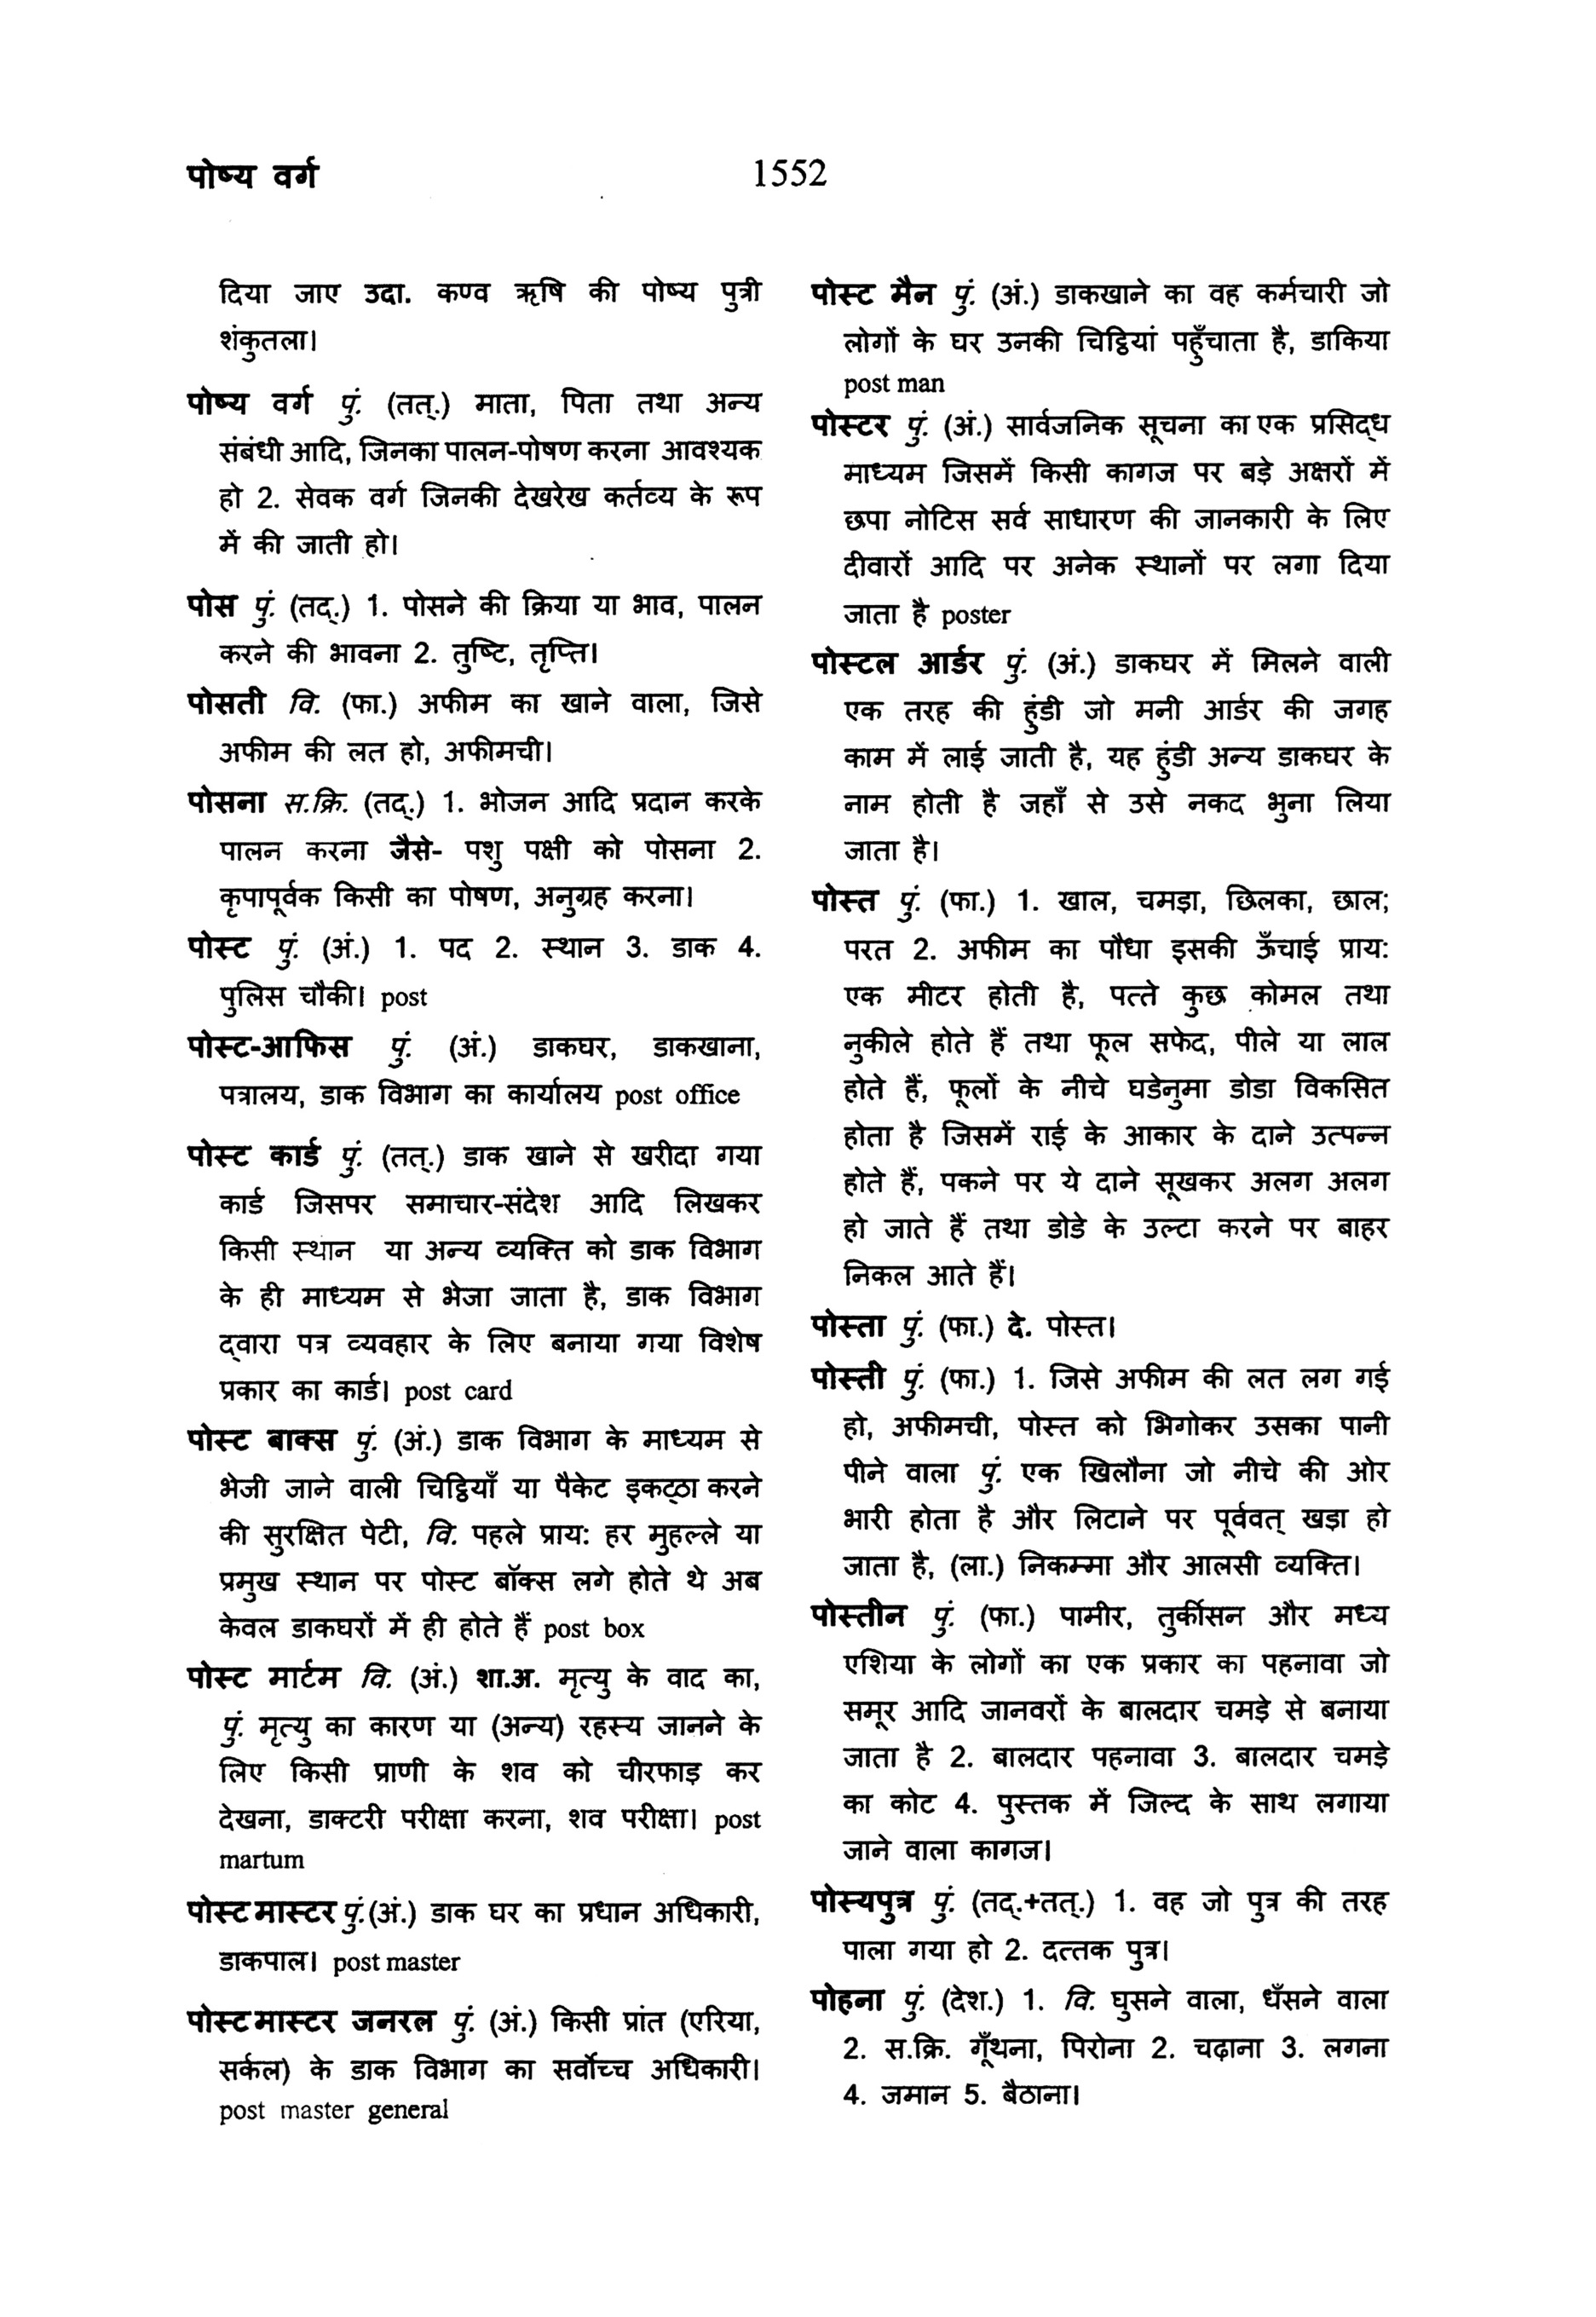 पोष्य वर्ग
1552
दिया जाए उदा. कण्व ऋषि की पोष्य पुत्री
शंकुतला।
पोष्य वर्ग पुं. (तत्.) माता, पिता तथा अन्य
संबंधी आदि, जिनका पालन-पोषण करना आवश्यक
हो 2. सेवक वर्ग जिनकी देखरेख कर्तव्य के रूप
में की जाती हो।
पोस पुं. (तद्.) 1. पोसने की क्रिया या भाव, पालन
करने की भावना 2. तुष्टि, तृप्ति।
पोसती वि. (फा.) अफीम का खाने वाला, जिसे
अफीम की लत हो, अफीमची।
पोसना स.क्रि. (तद्.) 1. भोजन आदि प्रदान करके
पालन करना जैसे- पशु पक्षी को पोसना 2.
कृपापूर्वक किसी का पोषण, अनुग्रह करना।
पोस्ट पुं. (अं.) 1. पद 2. स्थान 3. डाक 4.
पुलिस चौकी। post
पोस्ट-आफिस पुं. (अं.) डाकघर, डाकखाना,
पत्रालय, डाक विभाग का कार्यालय post office
पोस्ट कार्ड पुं. (तत्.) डाक खाने से खरीदा गया
कार्ड जिसपर समाचार-संदेश आदि लिखकर
किसी स्थान या अन्य व्यक्ति को डाक विभाग
के ही माध्यम से भेजा जाता है, डाक विभाग
द्वारा पत्र व्यवहार के लिए बनाया गया विशेष
प्रकार का कार्ड। post card
पोस्ट बाक्स पुं. (अं.) डाक विभाग के माध्यम से
भेजी जाने वाली चिट्ठियाँ या पैकेट इकट्ठा करने
की सुरक्षित पेटी, वि. पहले प्राय: हर मुहल्ले या
प्रमुख स्थान पर पोस्ट बॉक्स लगे होते थे अब
केवल डाकघरों में ही होते हैं post box
पोस्ट मार्टम वि. (अं.) शा.अ. मृत्यु के वाद का,
पुं. मृत्यु का कारण या (अन्य) रहस्य जानने के
लिए किसी प्राणी के शव को चीरफाड़ कर
देखना, डाक्टरी परीक्षा करना, शव परीक्षा। post
martum
पोस्ट मास्टर पुं.(अं.) डाक घर का प्रधान अधिकारी,
डाकपाल। post master
पोस्ट मास्टर जनरल पुं. (अं.) किसी प्रांत (एरिया,
सर्कल) के डाक विभाग का सर्वोच्च अधिकारी।
post master general
पोस्ट मैन पुं. (अं.) डाकखाने का वह कर्मचारी जो
लोगों के घर उनकी चिट्ठियां पहुँचाता है, डाकिया
post man
पोस्टर पुं. (अं.) सार्वजनिक सूचना का एक प्रसिद्ध
माध्यम जिसमें किसी कागज पर बड़े अक्षरों में
छपा नोटिस सर्व साधारण की जानकारी के लिए
दीवारों आदि पर अनेक स्थानों पर लगा दिया
जाता है poster
पोस्टल आर्डर पुं. (अं.) डाकघर में मिलने वाली
एक तरह की हुंडी जो मनी आर्डर की जगह
काम में लाई जाती है, यह हुंडी अन्य डाकघर के
नाम होती है जहाँ से उसे नकद भुना लिया
जाता है।
पोस्त पुं. (फा.) 1. खाल, चमड़ा, छिलका, छाल;
परत 2. अफीम का पौधा इसकी ऊँचाई प्राय:
एक मीटर होती है, पत्ते कुछ कोमल तथा
नुकीले होते हैं तथा फूल सफेद, पीले या लाल
होते हैं, फूलों के नीचे घडेनुमा डोडा विकसित
होता है जिसमें राई के आकार के दाने उत्पन्न
होते हैं, पकने पर ये दाने सूखकर अलग अलग
हो जाते हैं तथा डोडे के उल्टा करने पर बाहर
निकल आते हैं।
पोस्ता पुं. (फा.) दे. पोस्त।
पोस्ती पुं. (फा.) 1. जिसे अफीम की लत लग गई
हो, अफीमची, पोस्त को भिगोकर उसका पानी
पीने वाला पुं. एक खिलौना जो नीचे की ओर
भारी होता है और लिटाने पर पूर्ववत् खड़ा हो
जाता है, (ला.) निकम्मा और आलसी व्यक्ति।
पोस्तीन पुं. (फा.) पामीर, तुर्कीसन और मध्य
एशिया के लोगों का एक प्रकार का पहनावा जो
समूर आदि जानवरों के बालदार चमड़े से बनाया
जाता है 2. बालदार पहनावा 3. बालदार चमड़े
का कोट 4. पुस्तक में जिल्द के साथ लगाया
जाने वाला कागज।
पोस्यपुत्र पुं. (तद्.+तत्.) 1. वह जो पुत्र की तरह
पाला गया हो 2. दत्तक पुत्र।
पोहना पुं. (देश.) 1. वि. घुसने वाला, धँसने वाला
2. स.क्रि. गूँथना, पिरोना 2. चढ़ाना 3. लगना
4. जमान 5. बैठाना।